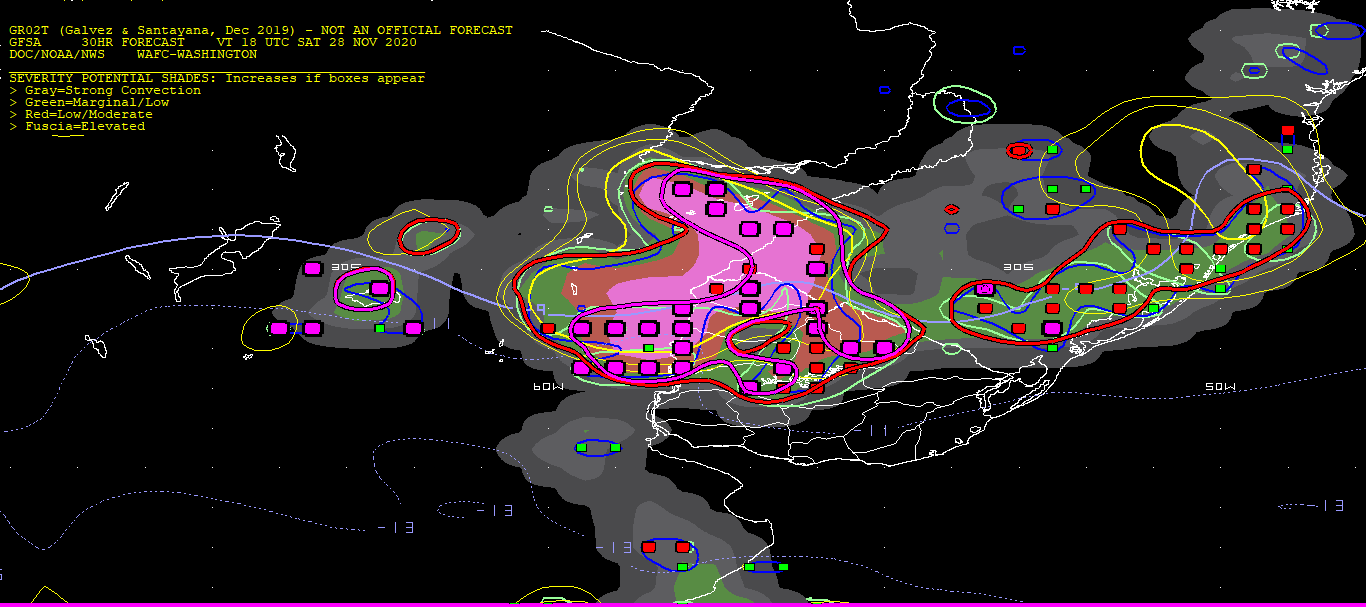 GR02T (Galvez & Santayana, Dec 2019) - NOT AN OFFICIAL FORECAST
GFSA 30HR FORECAST VT 18 UTC SAT 28 NOV 2020
DOC/NOAA/NWS WAFC-WASHINGTON
SEVERITY POTENTIAL SHADES: Increases if boxes appear
> Gray=Strong Convection
> Green=Marginal/Low
> Red=Low/Moderate
> Fuscia=Elevated
30S
30S
-9
-11
60W
50W
-11
-13
-13
-13
-13